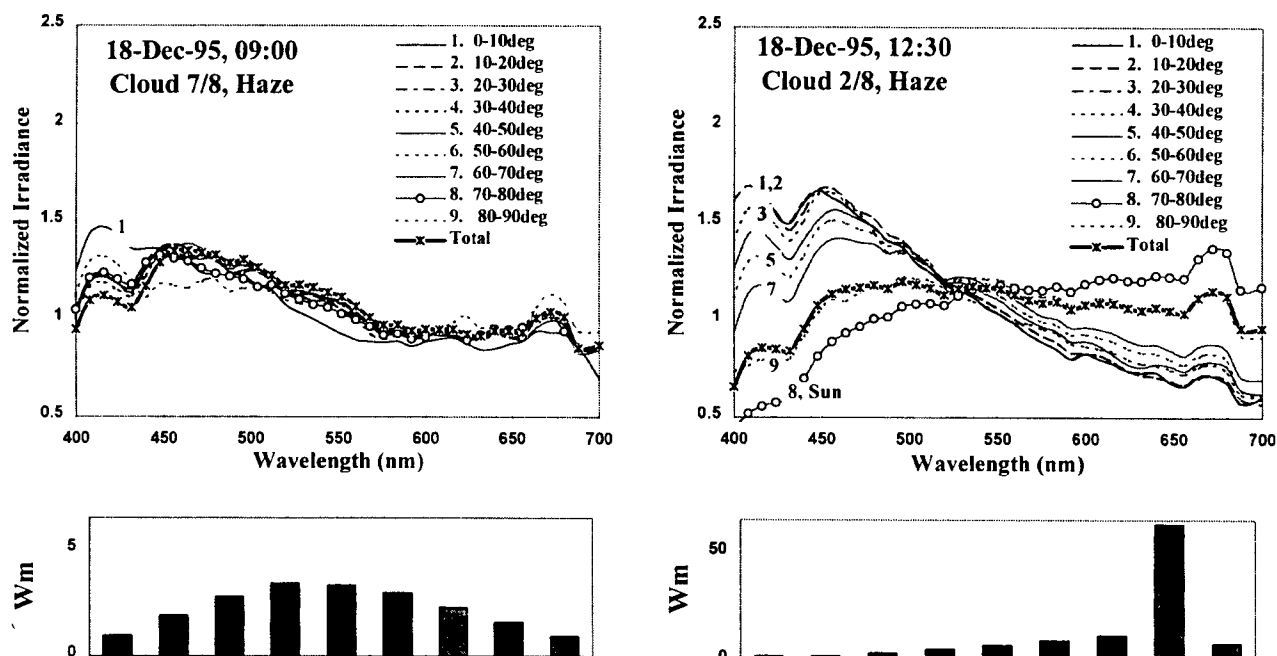 2.5
18-Dec-95, 09:00
Cloud 7/8, Haze
1. 0-10deg
2. 10-20deg
3. 20-30deg
4. 30-40deg
5. 40-50deg
6. 50-60deg
7. 60-70deg
8. 70-80deg
9. 80-90deg
Total
Normalized Irradiance
2
1.5
1
0.5
1
400
450
500
550
600
650
700
Wavelength (nm)
2.5
18-Dec-95, 12:30
Cloud 2/8, Haze
1. 0-10deg
2. 10-20deg
3. 20-30deg
4. 30-40deg
5. 40-50deg
6. 50-60deg
7. 60-70deg
8. 70-80deg
9. 80-90deg
Total
Normalized Irradiance
2
1.5
1
0.5
1,2
3
5
7
9
8, Sun
400
450
500
550
600
650
700
Wavelength (nm)
5
Wm
0
50
Wm
0